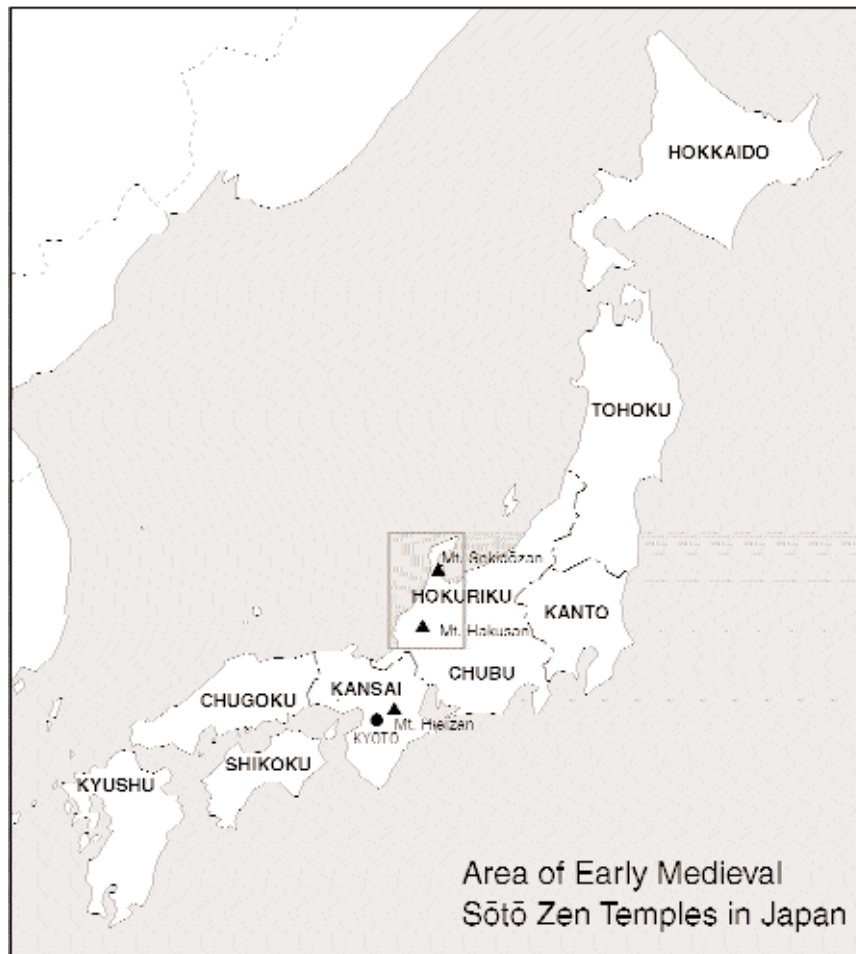 HOKKAIDO
TOHOKU
Mt. Sekidōzan
HOKURIKU
KANTO
Mt. Hakusan
CHUBU
KANSAI
CHUGOKU
Mt. Hieizan
KYOTO
SHIKOKU
KYUSHU
Area of Early Medieval
Sōtō Zen Temples in Japan